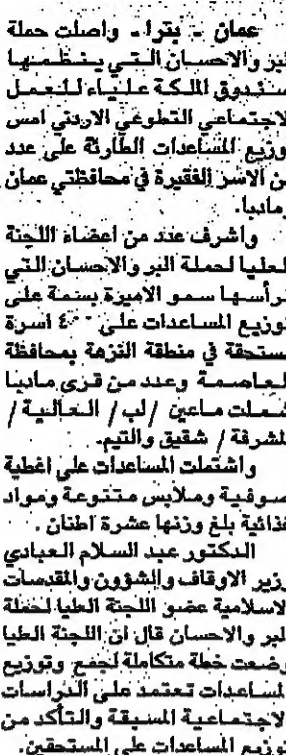 عمان - بترا - واصلت حملة
البر والاحسان التي ينظمها
صندوق الملكة علياء للعمل
الاجتماعي التطوعي الاردني امس
توزيع المساعدات الطارئة على عدد
من الاسر الفقيرة في محافظتي عمان
ومادبا.
واشرف عدد من اعضاء اللجنة
العليا لحملة البر والاحسان التي
ترأسها سمو الاميرة بسمة على
توزيع المساعدات على ٤٠٠ اسرة
مستحقة في منطقة النزهة بمحافظة
العاصمة وعدد من قرى مادبا
شملت ماعين / لب / الخالبية /
المشرفة / شقيق والتيم.
واشتملت المساعدات على اغطية
صوفية وملابس متنوعة ومواد
غذائية بلغ وزنها عشرة اطنان.
الدكتور عبد السلام العبادي
وزير الاوقاف والشؤون والمقدسات
الاسلامية عضو اللجنة العليا لحملة
البر والاحسان قال ان اللجنة العليا
وضعت خطة متكاملة لجمع وتوزيع
المساعدات تعتمد على الدراسات
الاجتماعية المسبقة والتأكد من
توزيع المساعدات على المستحقين.